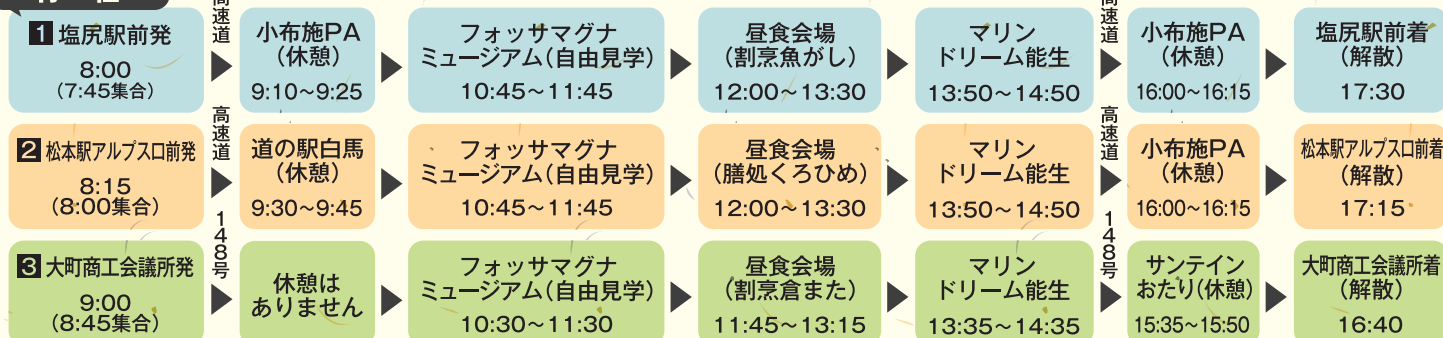 高速道
高速道
1 塩尻駅前発
8:00
(7:45集合)
小布施PA
(休憩)
9:10〜9:25
フォッサマグナ
ミュージアム(自由見学)
10:45〜11:45
昼食会場
(割烹魚がし)
12:00〜13:30
マリン
ドリーム能生
13:50〜14:50
小布施PA
(休憩)
16:00〜16:15
塩尻駅前着
(解散)
17:30
高速道
高速道
2 松本駅アルプス口前発
8:15
(8:00集合)
道の駅白馬
(休憩)
9:30〜9:45
フォッサマグナ
ミュージアム(自由見学)
10:45〜11:45
昼食会場
(膳処くろひめ)
12:00〜13:30
マリン
ドリーム能生
13:50〜14:50
小布施PA
(休憩)
16:00〜16:15
松本駅アルプス口前着
(解散)
17:15
148号
148号
3 大町商工会議所発
9:00
(8:45集合)
休憩は
ありません
フォッサマグナ
ミュージアム(自由見学)
10:30〜11:30
昼食会場
(割烹倉また)
11:45〜13:15
マリン
ドリーム能生
13:35〜14:35
サンテイン
おたり(休憩)
15:35〜15:50
大町商工会議所着
(解散)
16:40